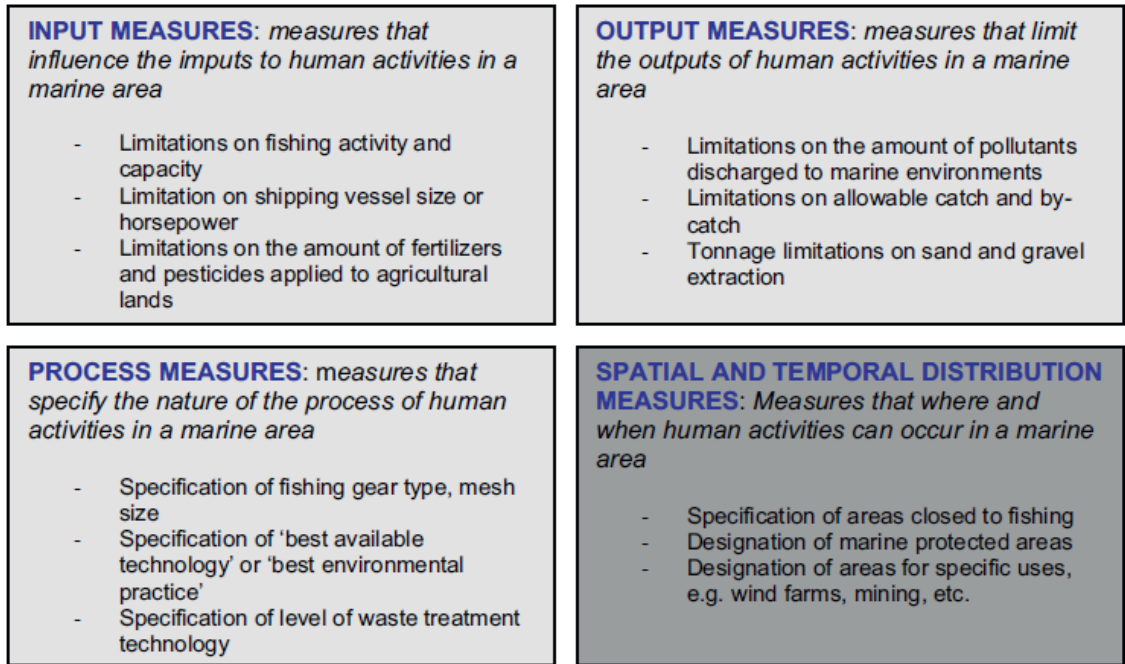 INPUT MEASURES: measures that
influence the imputs to human activities in a
marine area
- Limitations on fishing activity and
capacity
- Limitation on shipping vessel size or
horsepower
- Limitations on the amount of fertilizers
and pesticides applied to agricultural
lands
OUTPUT MEASURES: measures that limit
the outputs of human activities in a marine
area
- Limitations on the amount of pollutants
discharged to marine environments
- Limitations on allowable catch and by-
catch
- Tonnage limitations on sand and gravel
extraction
PROCESS MEASURES: measures that
specify the nature of the process of human
activities in a marine area
- Specification of fishing gear type, mesh
size
- Specification of ‘best available
technology’ or ‘best environmental
practice’
- Specification of level of waste treatment
technology
SPATIAL AND TEMPORAL DISTRIBUTION
MEASURES: Measures that where and
when human activities can occur in a marine
area
- Specification of areas closed to fishing
- Designation of marine protected areas
- Designation of areas for specific uses,
e.g. wind farms, mining, etc.